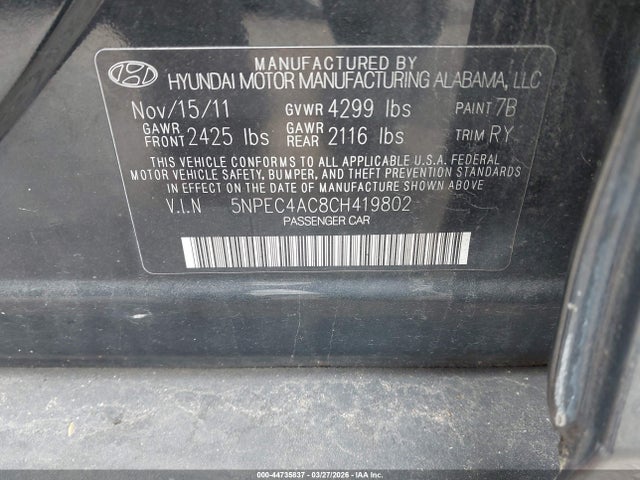 MANUFACTURED BY
HYUNDAI MOTOR MANUFACTURING ALABAMA, LLC
Nov/15/11 GVWR 4299 lbs PAINT 7B
GAWR FRONT 2425 lbs GAWR REAR 2116 lbs TRIM RY
THIS VEHICLE CONFORMS TO ALL APPLICABLE U.S.A. FEDERAL
MOTOR VEHICLE SAFETY, BUMPER, AND THEFT PREVENTION STANDARDS
IN EFFECT ON THE DATE OF MANUFACTURE SHOWN ABOVE
V.I.N 5NPEC4AC8CH419802
PASSENGER CAR
000-44735837 03/27/2026 IAAI.COM